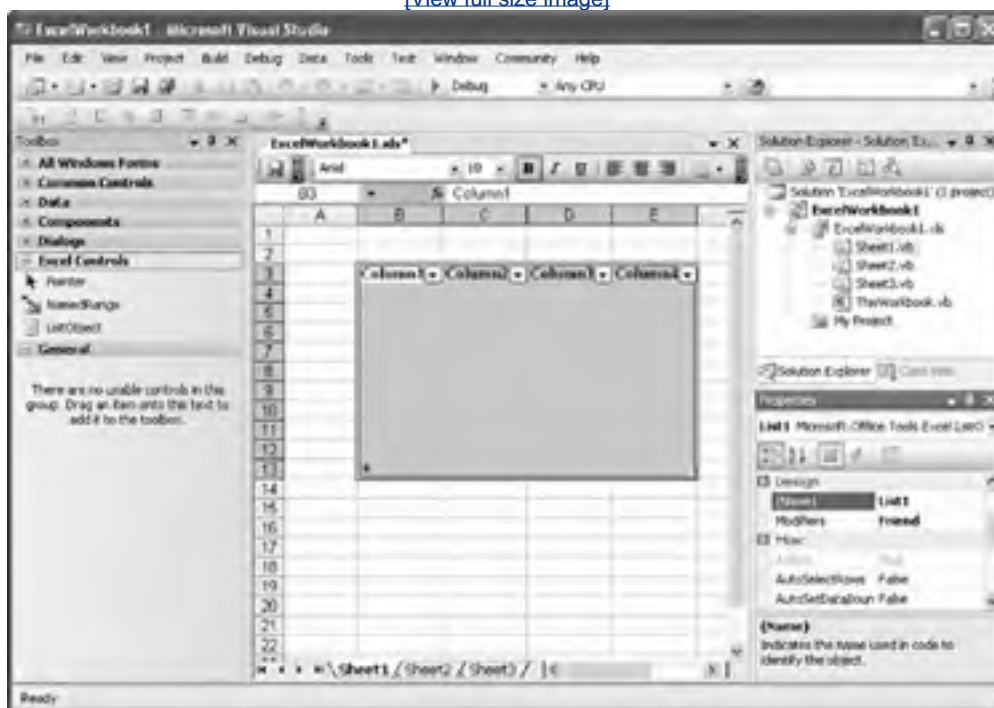 [View full size image]
ExcelWorkbook1 - Microsoft Visual Studio
File Edit View Project Build Debug Data Tools Test Window Community Help
Debug Any CPU
Toolbox
All Windows Forms
Common Controls
Data
Components
Dialogs
Excel Controls
Pointer
NamedRange
ListObject
General
There are no usable controls in this
group. Drag an item onto this text to
add it to the toolbox.
ExcelWorkbook1.xls*
Arial 10 B I U
B3 Column1
A B C D E
1
2
3 Column1 Column2 Column3 Column4
4
5
6
7
8
9
10
11
12
13 *
14
15
16
17
18
19
20
21
22
Sheet1 / Sheet2 / Sheet3 /
Solution Explorer - Solution 'Ex...
Solution 'ExcelWorkbook1' (1 project)
ExcelWorkbook1
ExcelWorkbook1.xls
Sheet1.vb
Sheet2.vb
Sheet3.vb
TheWorkbook.vb
My Project
Solution Explorer Class View
Properties
List1 Microsoft.Office.Tools.Excel.ListO
Design
(Name) List1
Modifiers Friend
Misc
AutoSelectRows False
AutoSetDataBoun False
(Name)
Indicates the name used in code to
identify the object.
Ready